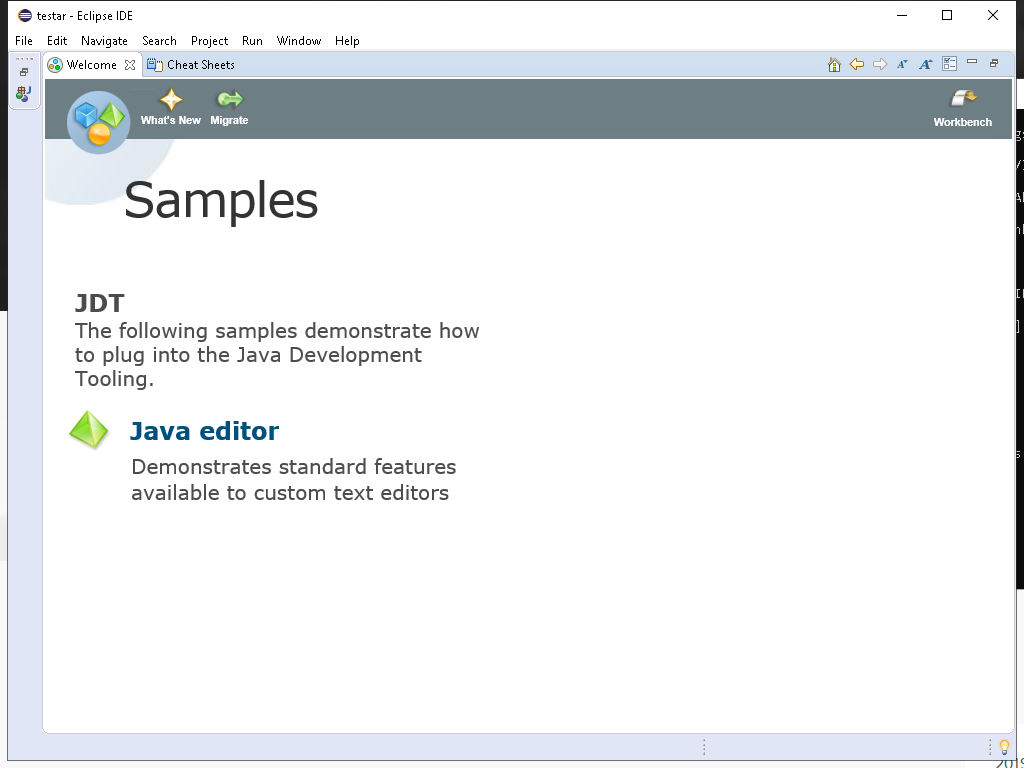 testar - Eclipse IDE
File Edit Navigate Search Project Run Window Help
Welcome Cheat Sheets
What's New Migrate Workbench
Samples
JDT
The following samples demonstrate how
to plug into the Java Development
Tooling.
Java editor
Demonstrates standard features
available to custom text editors